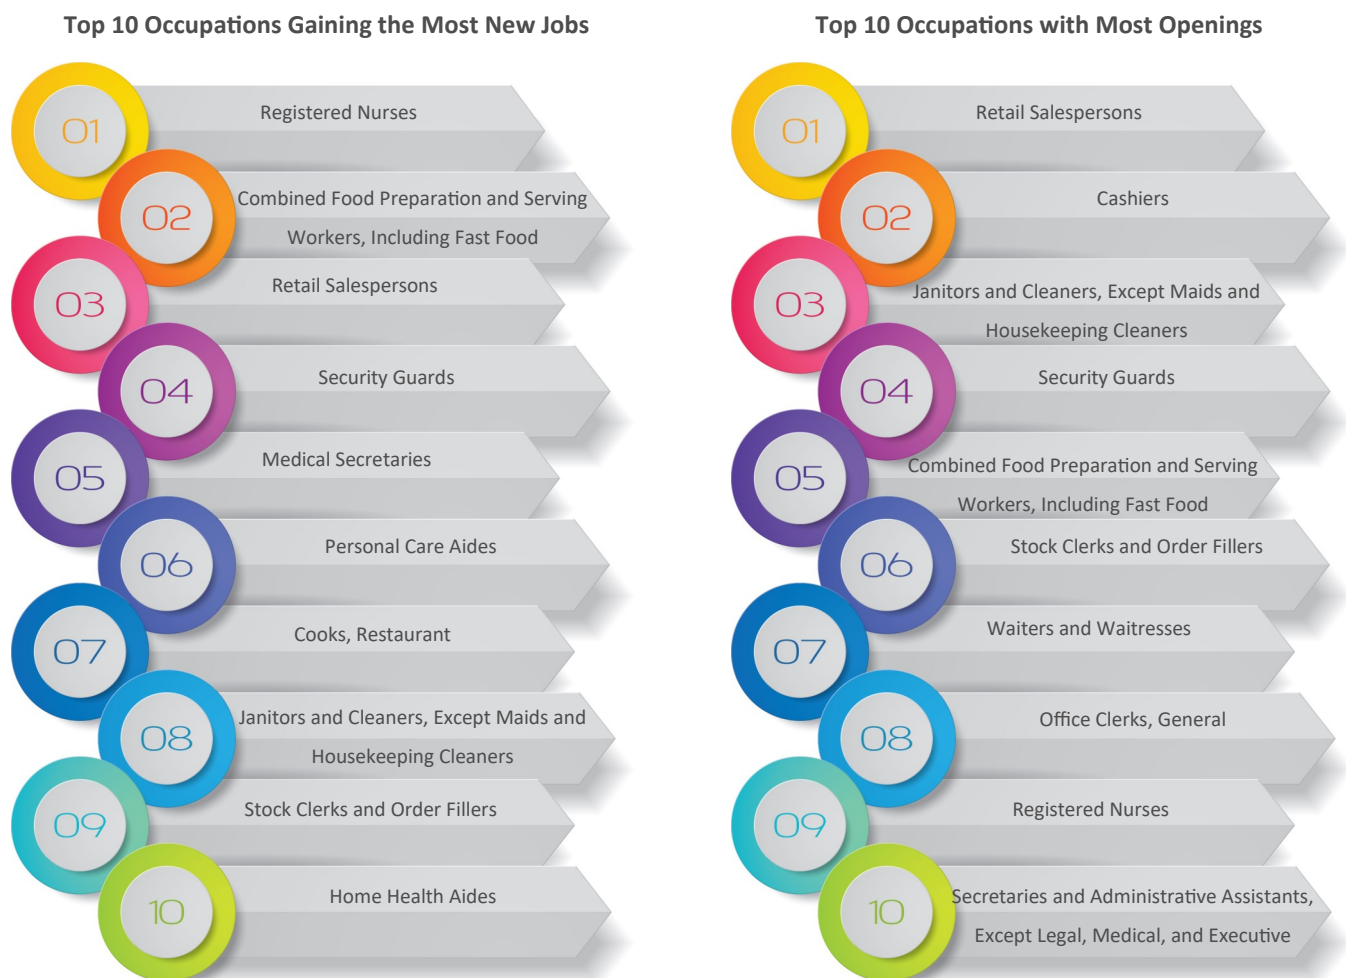 Top 10 Occupations Gaining the Most New Jobs
01
Registered Nurses
02
Combined Food Preparation and Serving
Workers, Including Fast Food
03
Retail Salespersons
04
Security Guards
05
Medical Secretaries
06
Personal Care Aides
07
Cooks, Restaurant
08
Janitors and Cleaners, Except Maids and
Housekeeping Cleaners
09
Stock Clerks and Order Fillers
10
Home Health Aides
Top 10 Occupations with Most Openings
01
Retail Salespersons
02
Cashiers
03
Janitors and Cleaners, Except Maids and
Housekeeping Cleaners
04
Security Guards
05
Combined Food Preparation and Serving
Workers, Including Fast Food
06
Stock Clerks and Order Fillers
07
Waiters and Waitresses
08
Office Clerks, General
09
Registered Nurses
10
Secretaries and Administrative Assistants,
Except Legal, Medical, and Executive